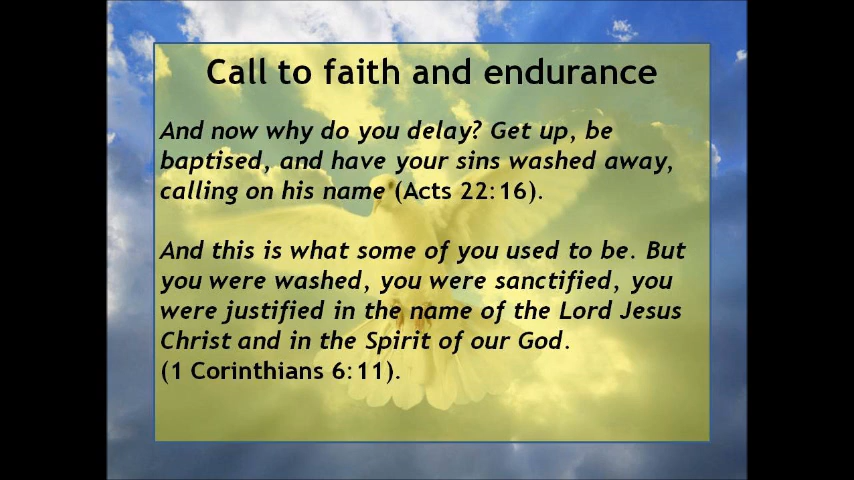 Call to faith and endurance
And now why do you delay? Get up, be
baptised, and have your sins washed away,
calling on his name (Acts 22:16).
And this is what some of you used to be. But
you were washed, you were sanctified, you
were justified in the name of the Lord Jesus
Christ and in the Spirit of our God.
(1 Corinthians 6:11).